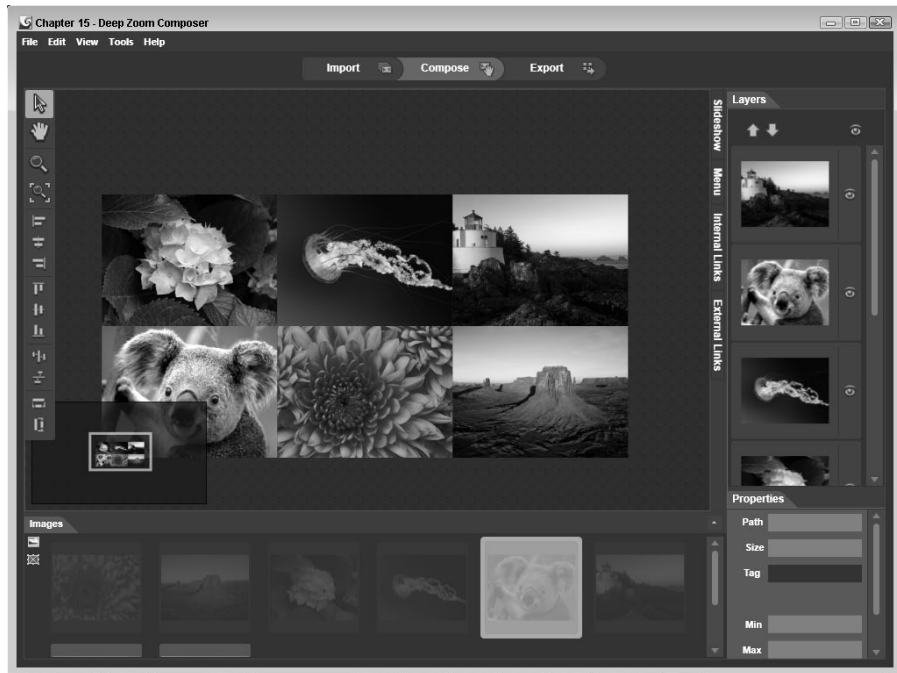 Chapter 15 - Deep Zoom Composer
File Edit View Tools Help
Import Compose Export
Slideshow
Menu
Internal Links
External Links
Layers
Images
Properties
Path
Size
Tag
Min
Max